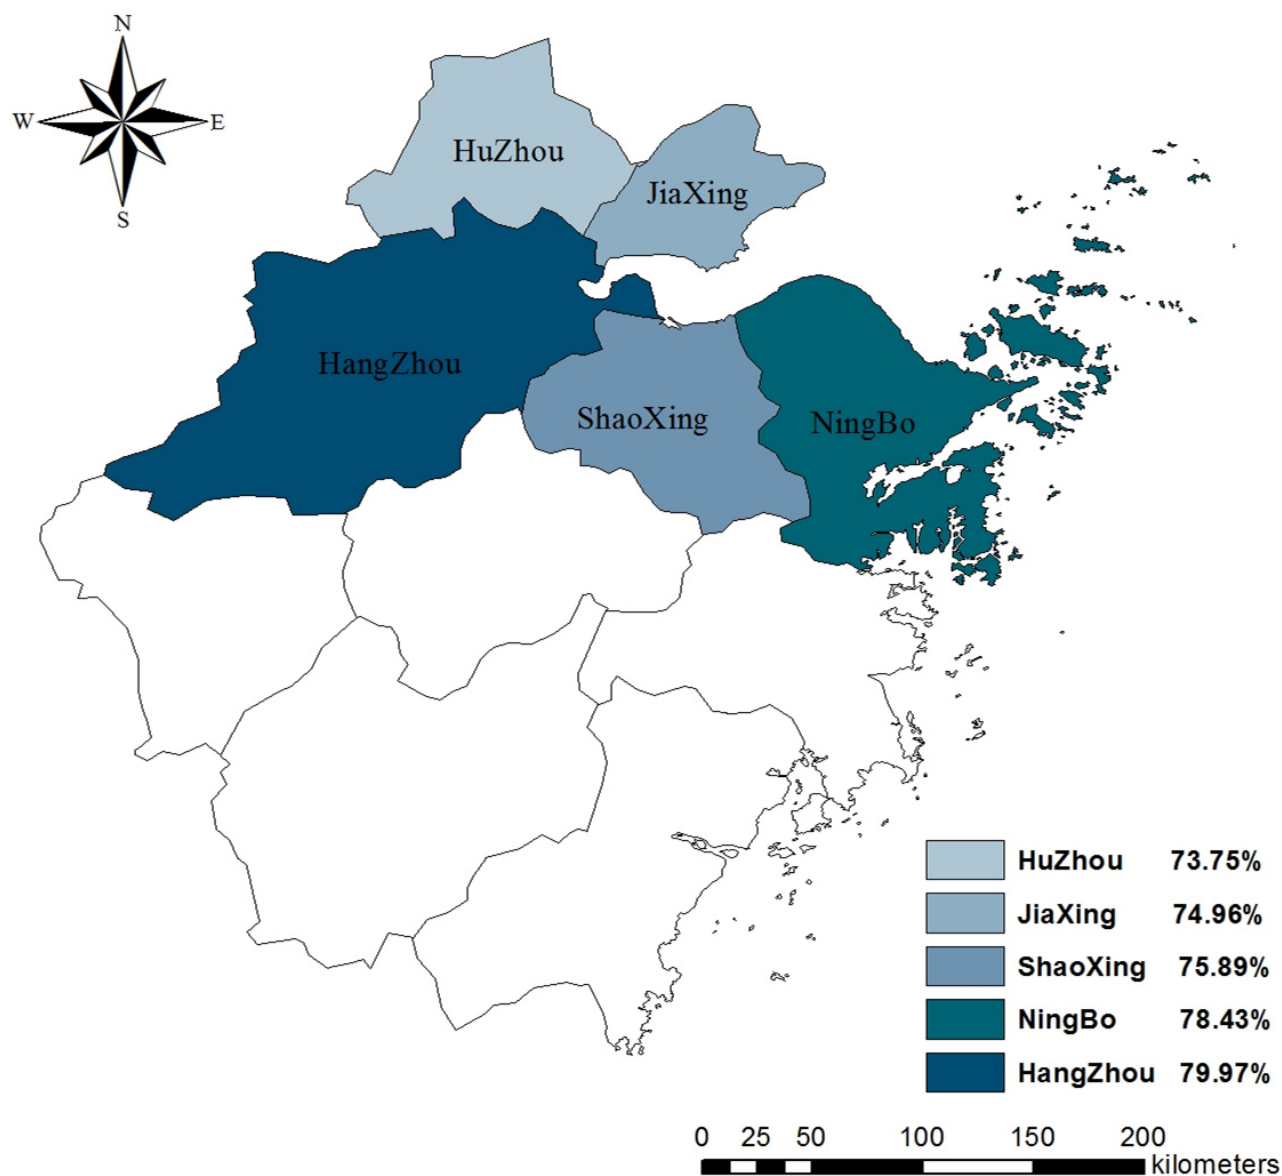 N
W E
S
HuZhou
JiaXing
HangZhou
ShaoXing
NingBo
HuZhou 73.75%
JiaXing 74.96%
ShaoXing 75.89%
NingBo 78.43%
HangZhou 79.97%
0 25 50 100 150 200
kilometers